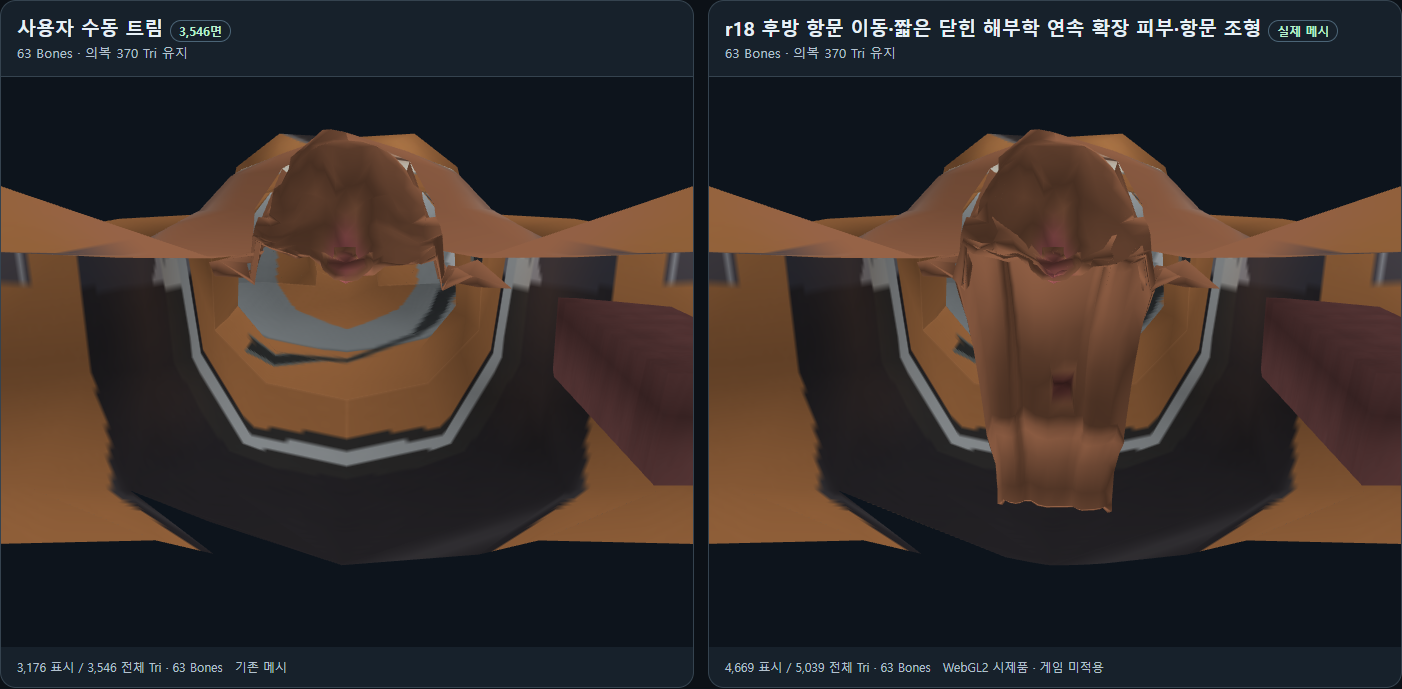 사용자 수동 트림 3,546면
63 Bones · 의복 370 Tri 유지
3,176 표시 / 3,546 전체 Tri · 63 Bones 기존 메시
r18 후방 항문 이동·짧은 닫힌 해부학 연속 확장 피부·항문 조형 실제 메시
63 Bones · 의복 370 Tri 유지
4,669 표시 / 5,039 전체 Tri · 63 Bones WebGL2 시제품 · 게임 미적용